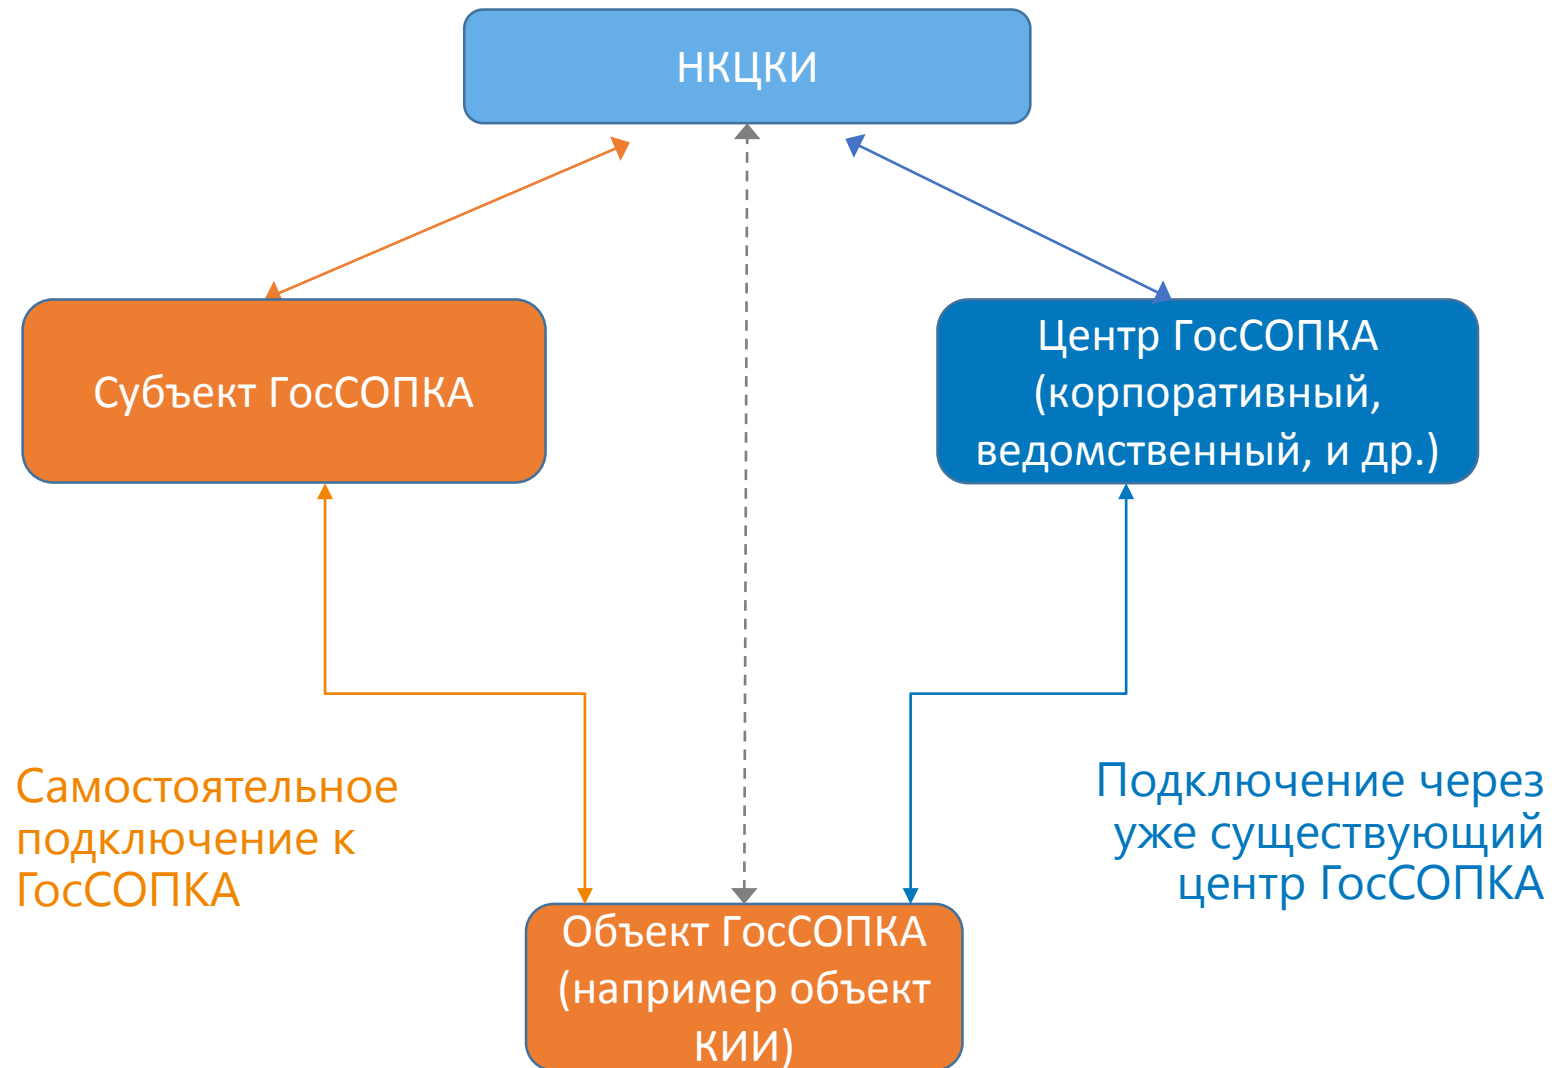 НКЦКИ
Субъект ГосСОПКА
Центр ГосСОПКА
(корпоративный,
ведомственный, и др.)
Самостоятельное
подключение к
ГосСОПКА
Подключение через
уже существующий
центр ГосСОПКА
Объект ГосСОПКА
(например объект
КИИ)